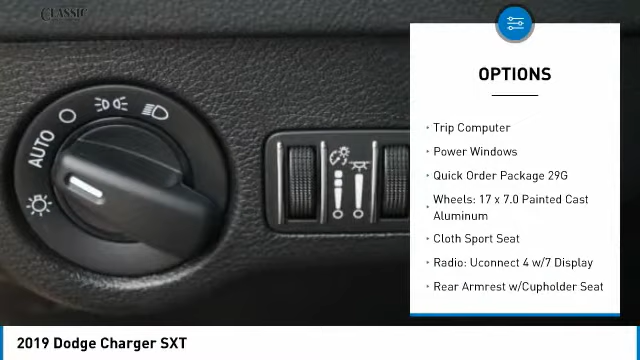 CLASSIC
AUTO
OPTIONS
Trip Computer
Power Windows
Quick Order Package 29G
Wheels: 17 x 7.0 Painted Cast
Aluminum
Cloth Sport Seat
Radio: Uconnect 4 w/7 Display
Rear Armrest w/Cupholder Seat
2019 Dodge Charger SXT